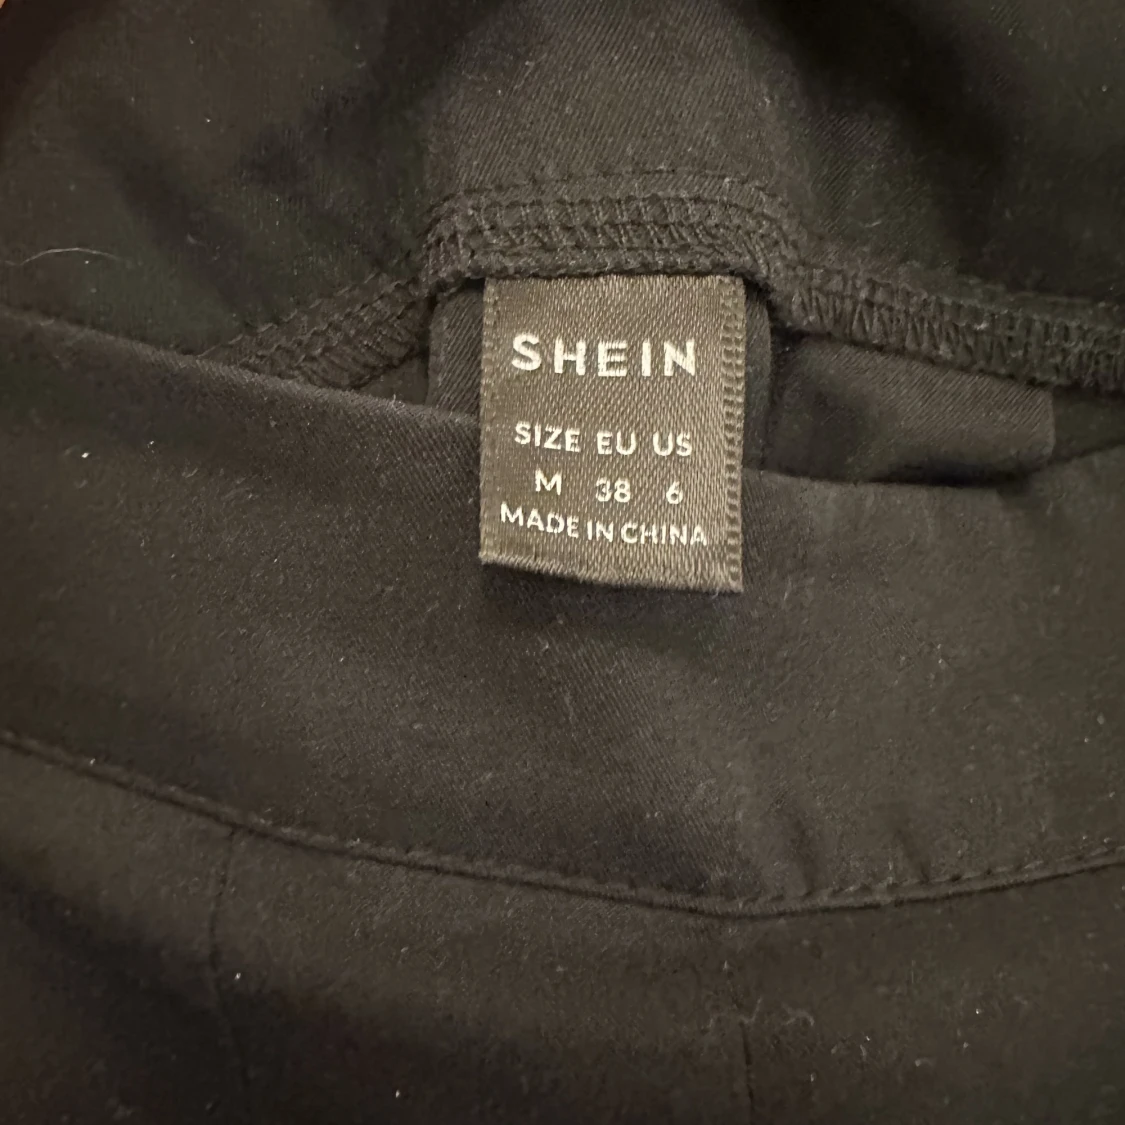 SHEIN
SIZE EU US
M 38 6
MADE IN CHINA